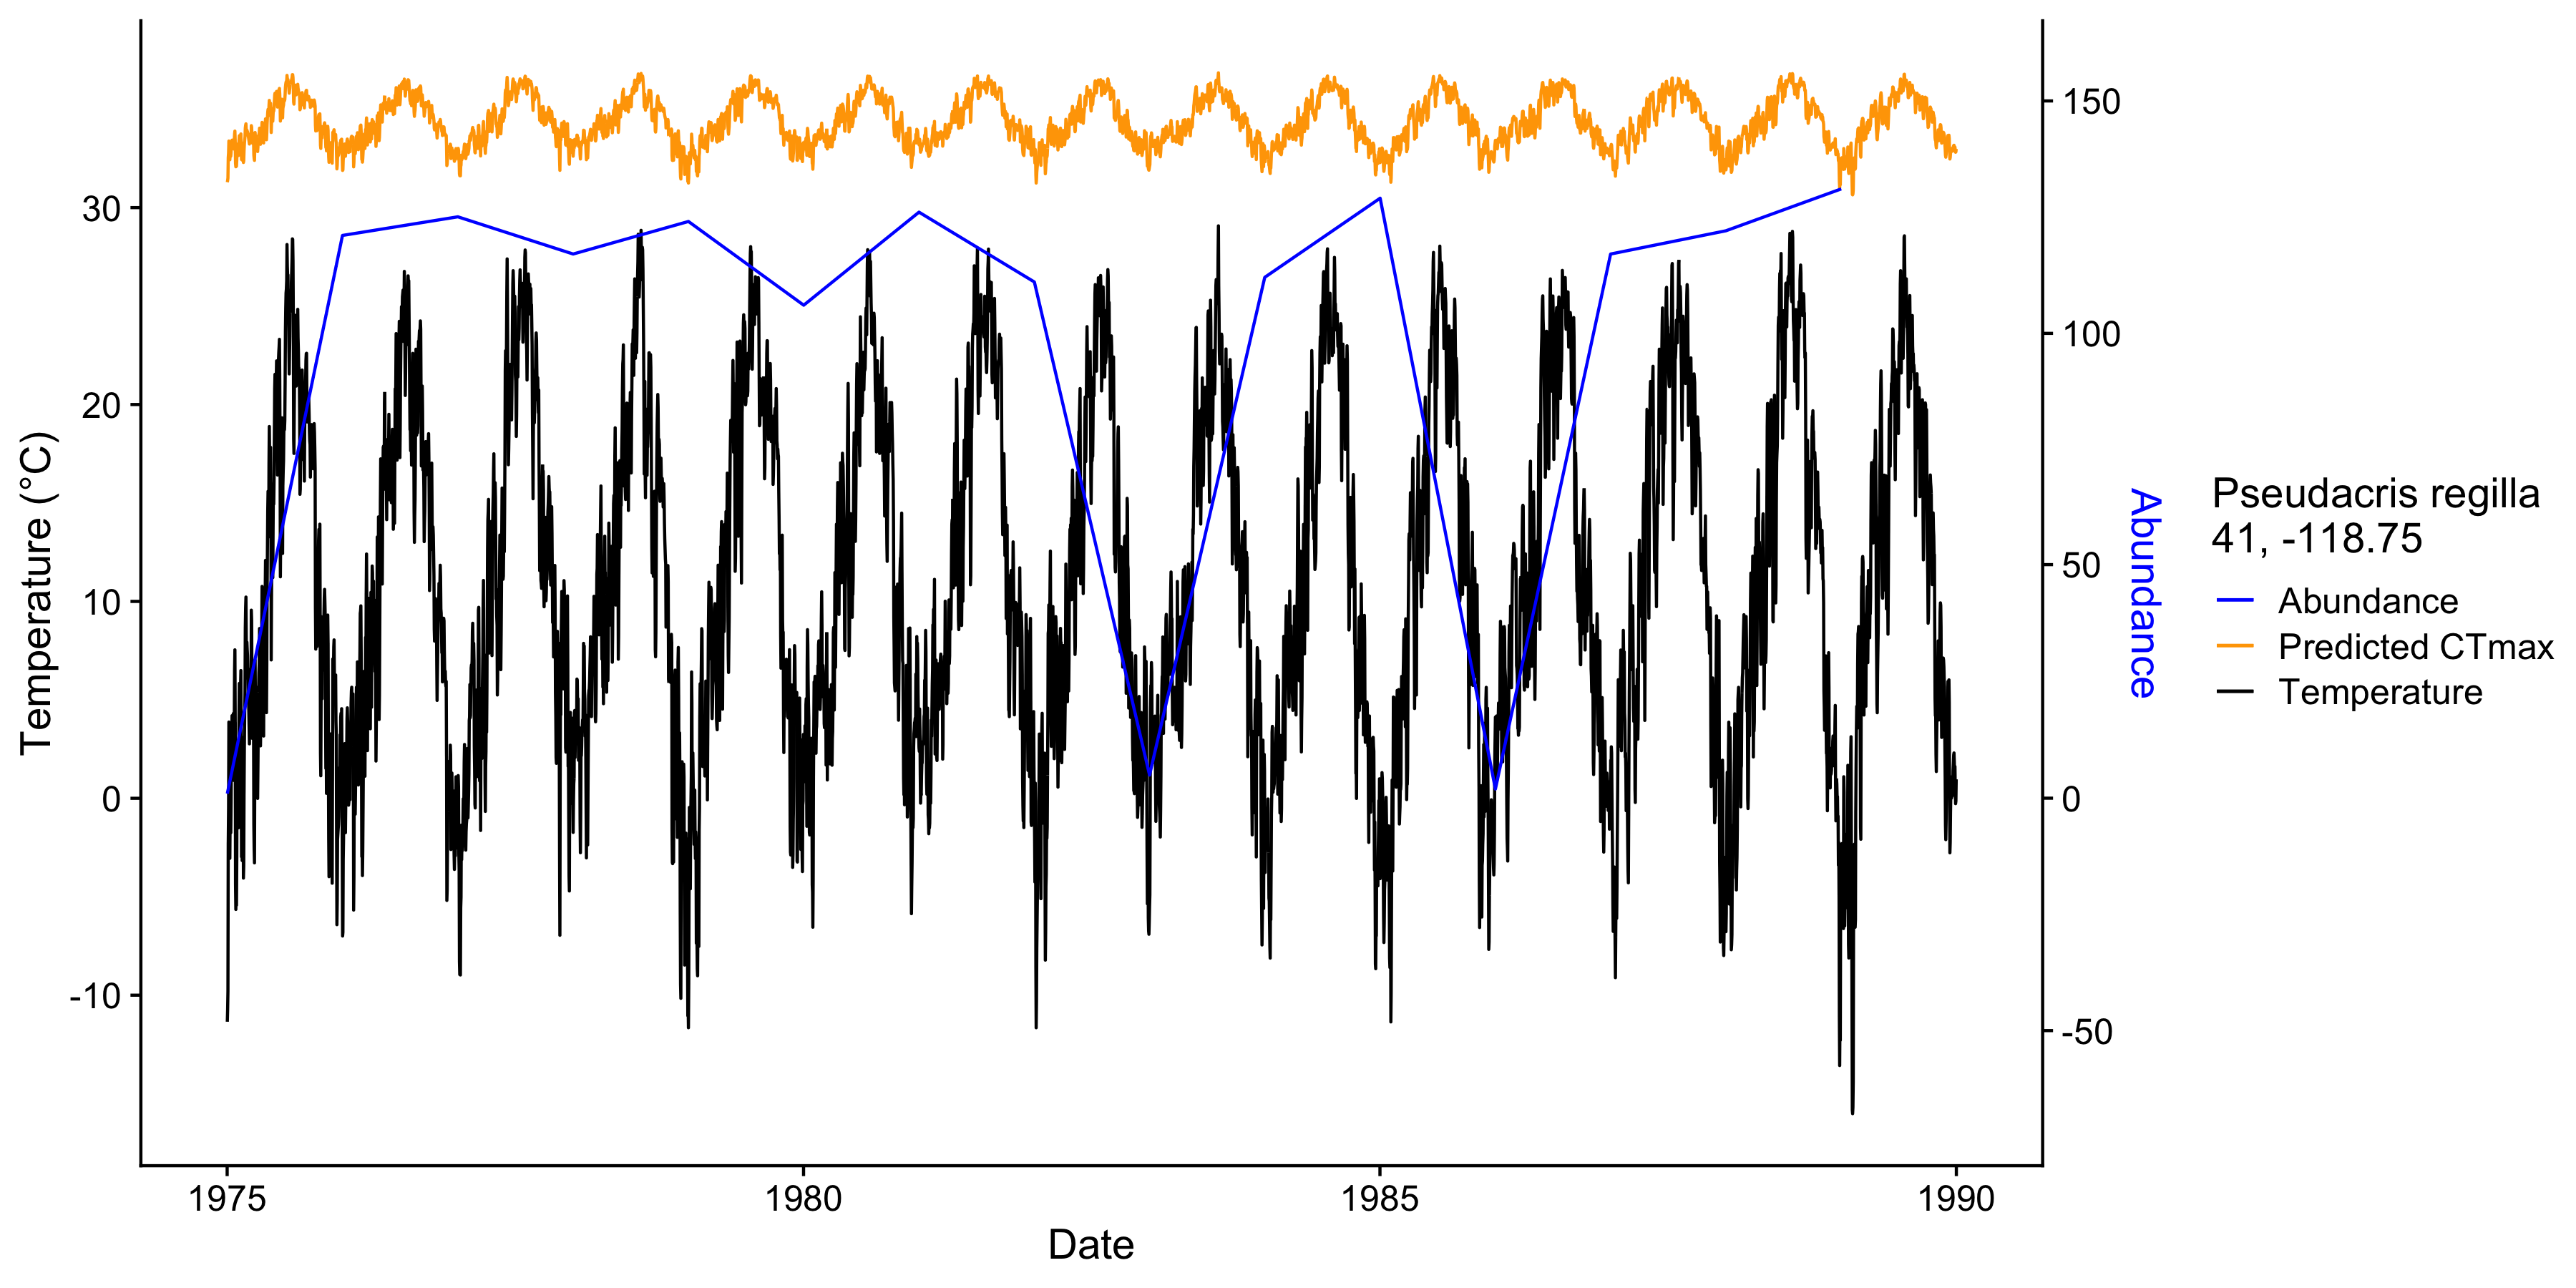 30
20
10
0
-10
Temperature (°C)
150
100
50
0
-50
Abundance
1975
1980
1985
1990
Date
Pseudacris regilla
41, -118.75
Abundance
Predicted CTmax
Temperature